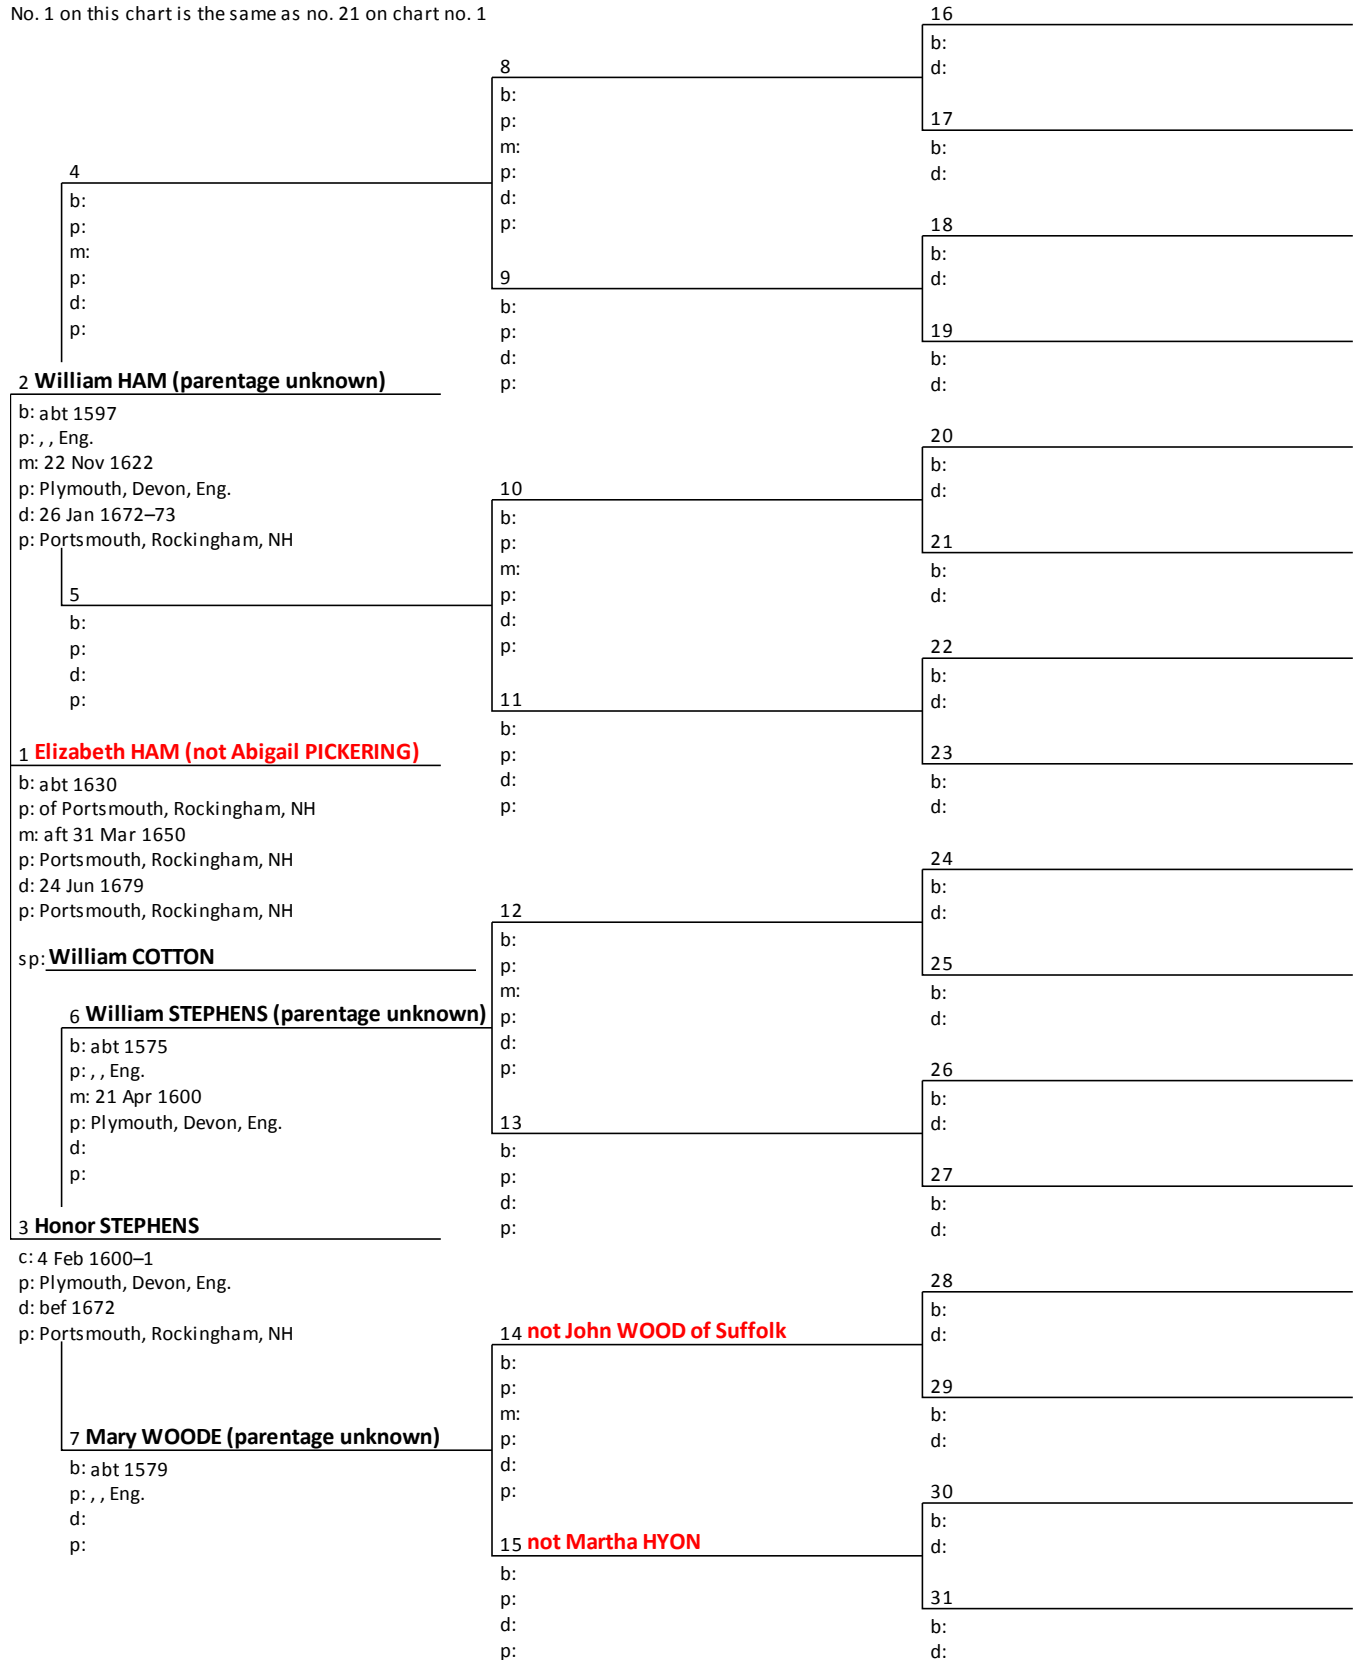 No. 1 on this chart is the same as no. 21 on chart no. 1
4
b:
p:
m:
p:
d:
p:
2 William HAM (parentage unknown)
b: abt 1597
p: , , Eng.
m: 22 Nov 1622
p: Plymouth, Devon, Eng.
d: 26 Jan 1672–73
p: Portsmouth, Rockingham, NH
5
b:
p:
d:
p:
1 Elizabeth HAM (not Abigail PICKERING)
b: abt 1630
p: of Portsmouth, Rockingham, NH
m: aft 31 Mar 1650
p: Portsmouth, Rockingham, NH
d: 24 Jun 1679
p: Portsmouth, Rockingham, NH
sp: William COTTON
6 William STEPHENS (parentage unknown)
b: abt 1575
p: , , Eng.
m: 21 Apr 1600
p: Plymouth, Devon, Eng.
d:
p:
3 Honor STEPHENS
c: 4 Feb 1600–1
p: Plymouth, Devon, Eng.
d: bef 1672
p: Portsmouth, Rockingham, NH
7 Mary WOODE (parentage unknown)
b: abt 1579
p: , , Eng.
d:
p:
8
b:
p:
m:
p:
d:
p:
9
b:
p:
d:
p:
10
b:
p:
m:
p:
d:
p:
11
b:
p:
d:
p:
12
b:
p:
m:
p:
d:
p:
13
b:
p:
d:
p:
14 not John WOOD of Suffolk
b:
p:
m:
p:
d:
p:
15 not Martha HYON
b:
p:
d:
p:
16
b:
d:
17
b:
d:
18
b:
d:
19
b:
d:
20
b:
d:
21
b:
d:
22
b:
d:
23
b:
d:
24
b:
d:
25
b:
d:
26
b:
d:
27
b:
d:
28
b:
d:
29
b:
d:
30
b:
d:
31
b:
d: